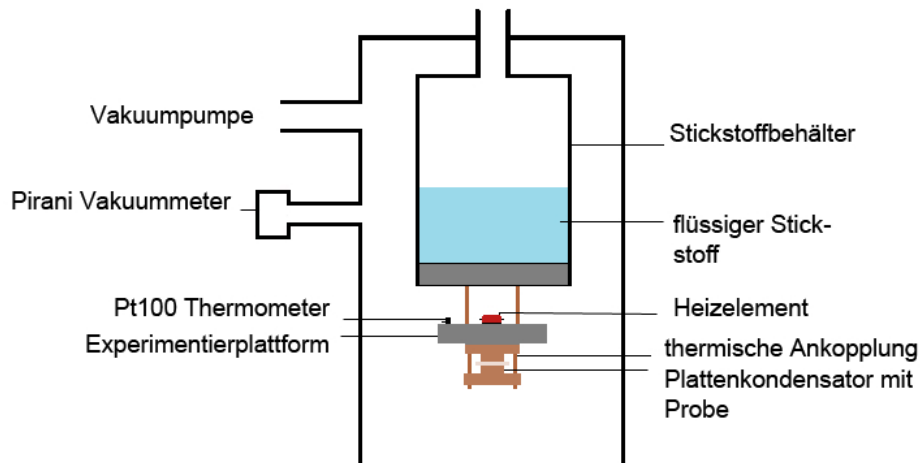 Vakuumpumpe
Pirani Vakuummeter
Pt100 Thermometer
Experimentierplattform
Stickstoffbehälter
flüssiger Stick-
stoff
Heizelement
thermische Ankopplung
Plattenkondensator mit
Probe